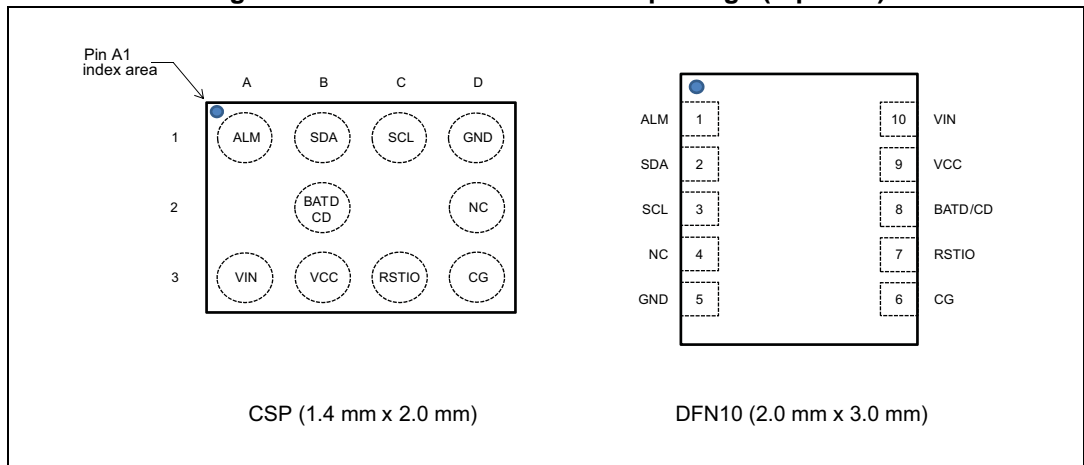 Pin A1
index area
A B C D
1 ALM SDA SCL GND
2 BATD CD NC
3 VIN VCC RSTIO CG
CSP (1.4 mm x 2.0 mm)
ALM 1 10 VIN
SDA 2 9 VCC
SCL 3 8 BATD/CD
NC 4 7 RSTIO
GND 5 6 CG
DFN10 (2.0 mm x 3.0 mm)